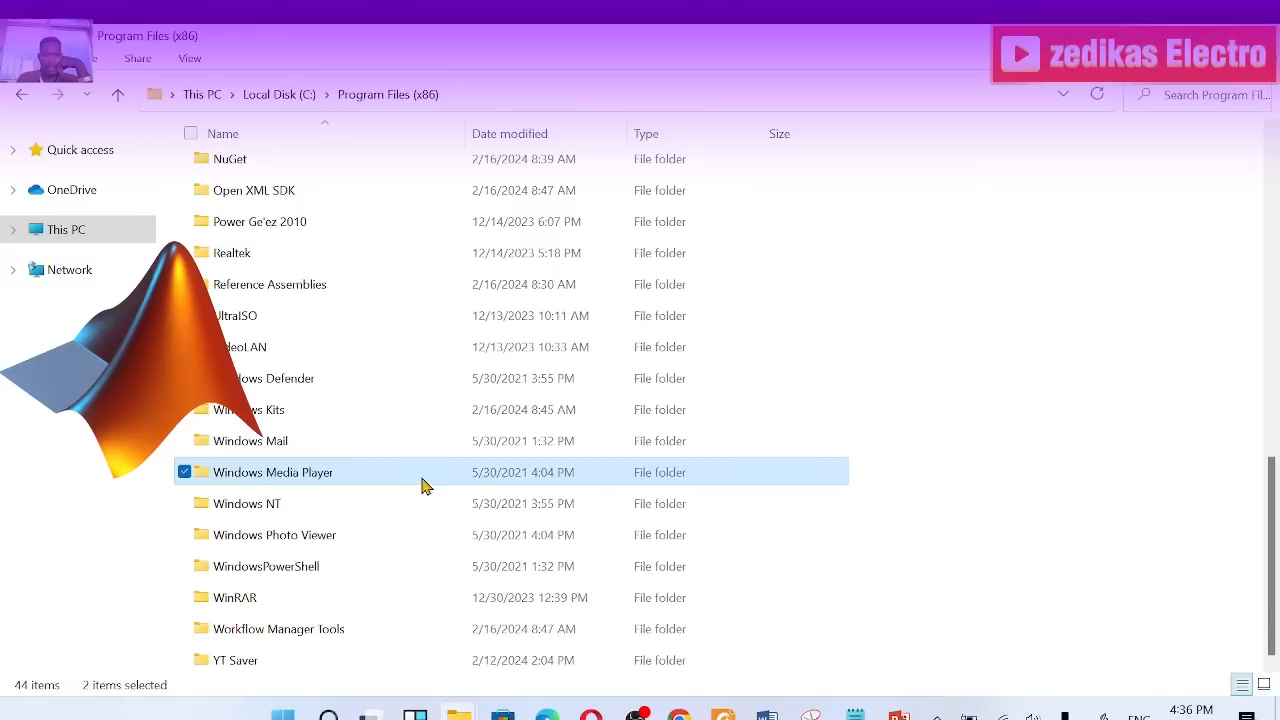 Program Files (x86)
zedikas Electro
Share View
This PC Local Disk (C:) Program Files (x86) Search Program Fil...
Name Date modified Type Size
Quick access
OneDrive
This PC
Network
NuGet 2/16/2024 8:39 AM File folder
Open XML SDK 2/16/2024 8:47 AM File folder
Power Ge'ez 2010 12/14/2023 6:07 PM File folder
Realtek 12/14/2023 5:18 PM File folder
Reference Assemblies 2/16/2024 8:30 AM File folder
UltraISO 12/13/2023 10:11 AM File folder
deoLAN 12/13/2023 10:33 AM File folder
dows Defender 5/30/2021 3:55 PM File folder
Windows Kits 2/16/2024 8:45 AM File folder
Windows Mail 5/30/2021 1:32 PM File folder
Windows Media Player 5/30/2021 4:04 PM File folder
Windows NT 5/30/2021 3:55 PM File folder
Windows Photo Viewer 5/30/2021 4:04 PM File folder
WindowsPowerShell 5/30/2021 1:32 PM File folder
WinRAR 12/30/2023 12:39 PM File folder
Workflow Manager Tools 2/16/2024 8:47 AM File folder
YT Saver 2/12/2024 2:04 PM File folder
44 items 2 items selected
4:36 PM